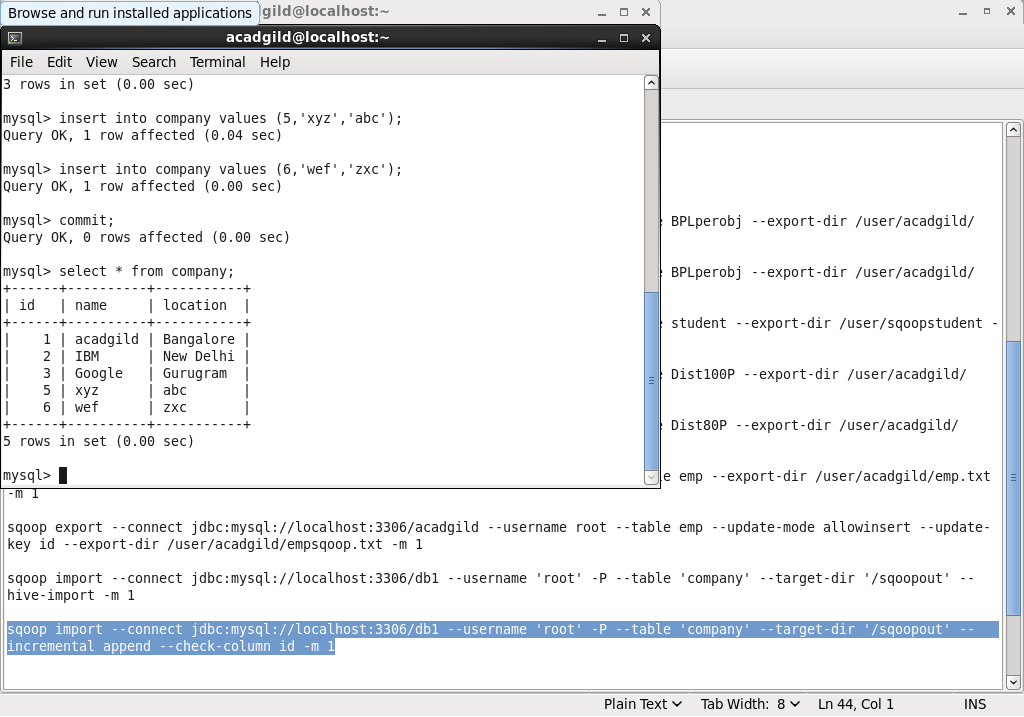 Browse and run installed applications
gild@localhost:~
acadgild@localhost:~
File Edit View Search Terminal Help
3 rows in set (0.00 sec)
mysql> insert into company values (5,'xyz','abc');
Query OK, 1 row affected (0.04 sec)
mysql> insert into company values (6,'wef','zxc');
Query OK, 1 row affected (0.00 sec)
mysql> commit;
Query OK, 0 rows affected (0.00 sec)
mysql> select * from company;
+------+----------+-----------+
| id   | name     | location  |
+------+----------+-----------+
|    1 | acadgild | Bangalore |
|    2 | IBM      | New Delhi |
|    3 | Google   | Gurugram  |
|    5 | xyz      | abc       |
|    6 | wef      | zxc       |
+------+----------+-----------+
5 rows in set (0.00 sec)
mysql>
BPLperobj --export-dir /user/acadgild/
BPLperobj --export-dir /user/acadgild/
student --export-dir /user/sqoopstudent -
Dist100P --export-dir /user/acadgild/
Dist80P --export-dir /user/acadgild/
emp --export-dir /user/acadgild/emp.txt
-m 1
sqoop export --connect jdbc:mysql://localhost:3306/acadgild --username root --table emp --update-mode allowinsert --update-
key id --export-dir /user/acadgild/empsqoop.txt -m 1
sqoop import --connect jdbc:mysql://localhost:3306/db1 --username 'root' -P --table 'company' --target-dir '/sqoopout' --
hive-import -m 1
sqoop import --connect jdbc:mysql://localhost:3306/db1 --username 'root' -P --table 'company' --target-dir '/sqoopout' --
incremental append --check-column id -m 1
Plain Text Tab Width: 8 Ln 44, Col 1 INS